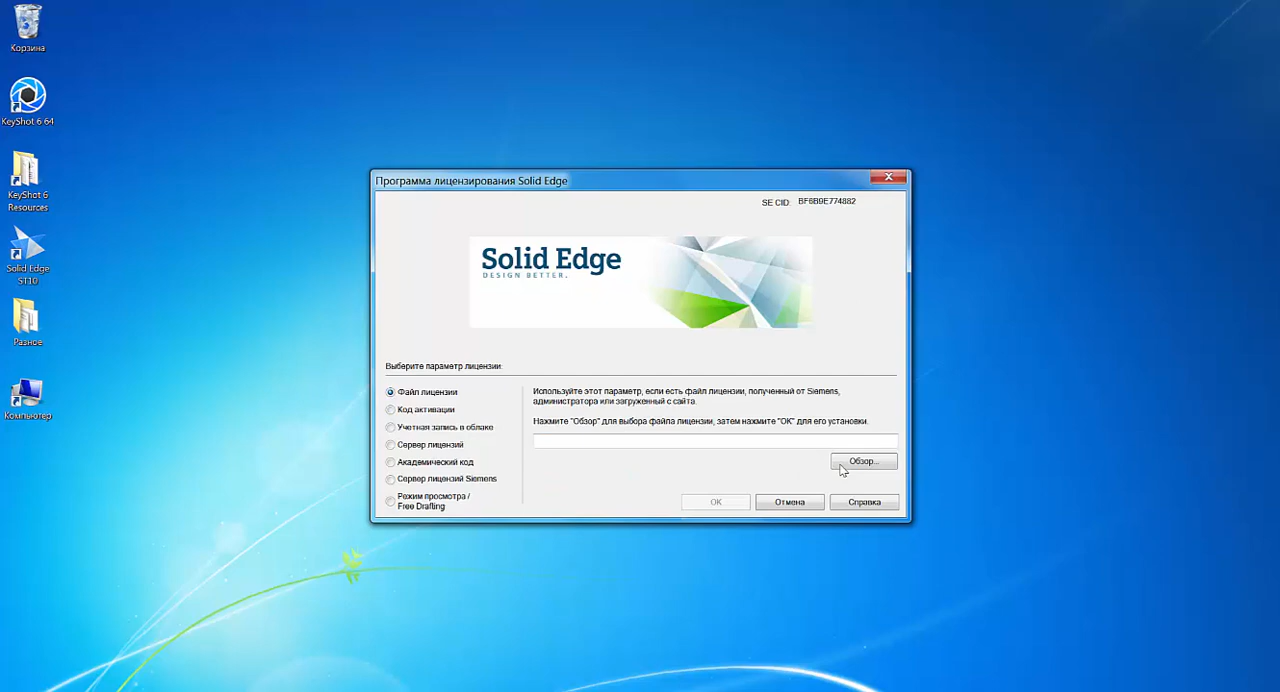 Корзина
KeyShot 6 64
KeyShot 6
Resources
Solid Edge
ST10
Разное
Компьютер
Программа лицензирования Solid Edge
SE CID: BF6B9E774882
Solid Edge
DESIGN BETTER.
Выберите параметр лицензии:
Файл лицензии
Код активации
Учетная запись в облаке
Сервер лицензий
Академический код
Сервер лицензий Siemens
Режим просмотра /
Free Drafting
Используйте этот параметр, если есть файл лицензии, полученный от Siemens,
администратора или загруженный с сайта.
Нажмите "Обзор" для выбора файла лицензии, затем нажмите "OK" для его установки.
Обзор...
OK
Отмена
Справка